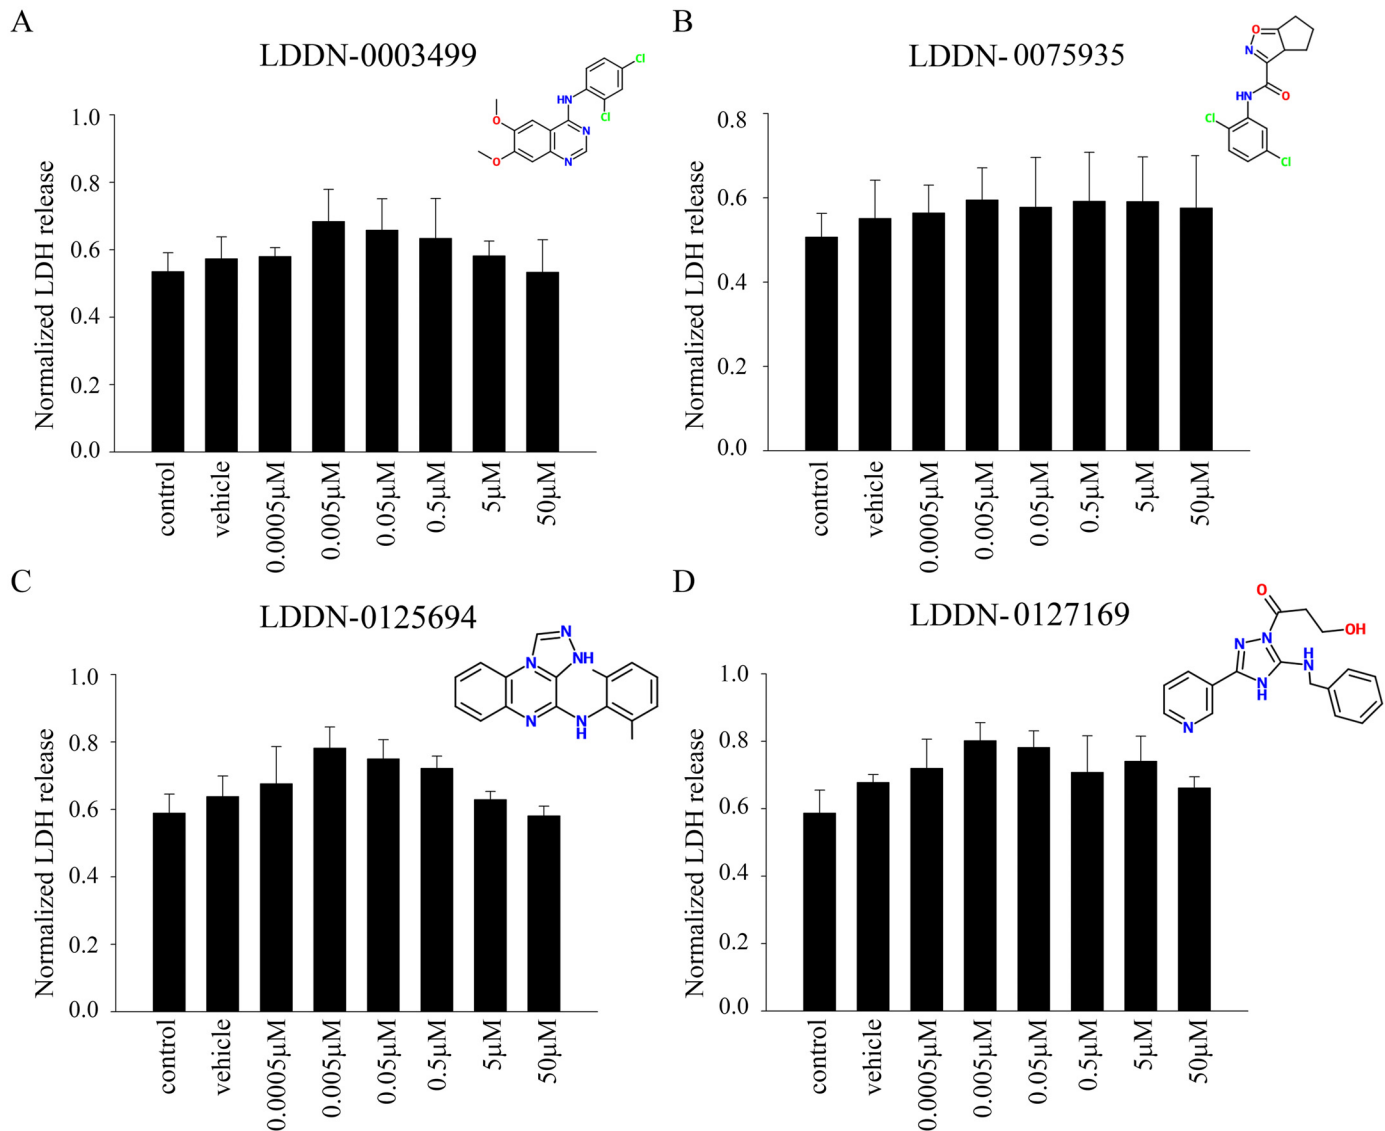 A
LDDN-0003499
Cl
HN
Cl
O
N
O
N
Normalized LDH release
1.0
0.8
0.6
0.4
0.2
0.0
control
vehicle
0.0005µM
0.005µM
0.05µM
0.5µM
5µM
50µM
B
LDDN-0075935
O
N
HN
O
Cl
Cl
Normalized LDH release
0.8
0.6
0.4
0.2
0.0
control
vehicle
0.0005µM
0.005µM
0.05µM
0.5µM
5µM
50µM
C
LDDN-0125694
N
NH
N
N
N
H
Normalized LDH release
1.0
0.8
0.6
0.4
0.2
0.0
control
vehicle
0.0005µM
0.005µM
0.05µM
0.5µM
5µM
50µM
D
LDDN-0127169
O
OH
N
N
H
N
N
H
N
Normalized LDH release
1.0
0.8
0.6
0.4
0.2
0.0
control
vehicle
0.0005µM
0.005µM
0.05µM
0.5µM
5µM
50µM